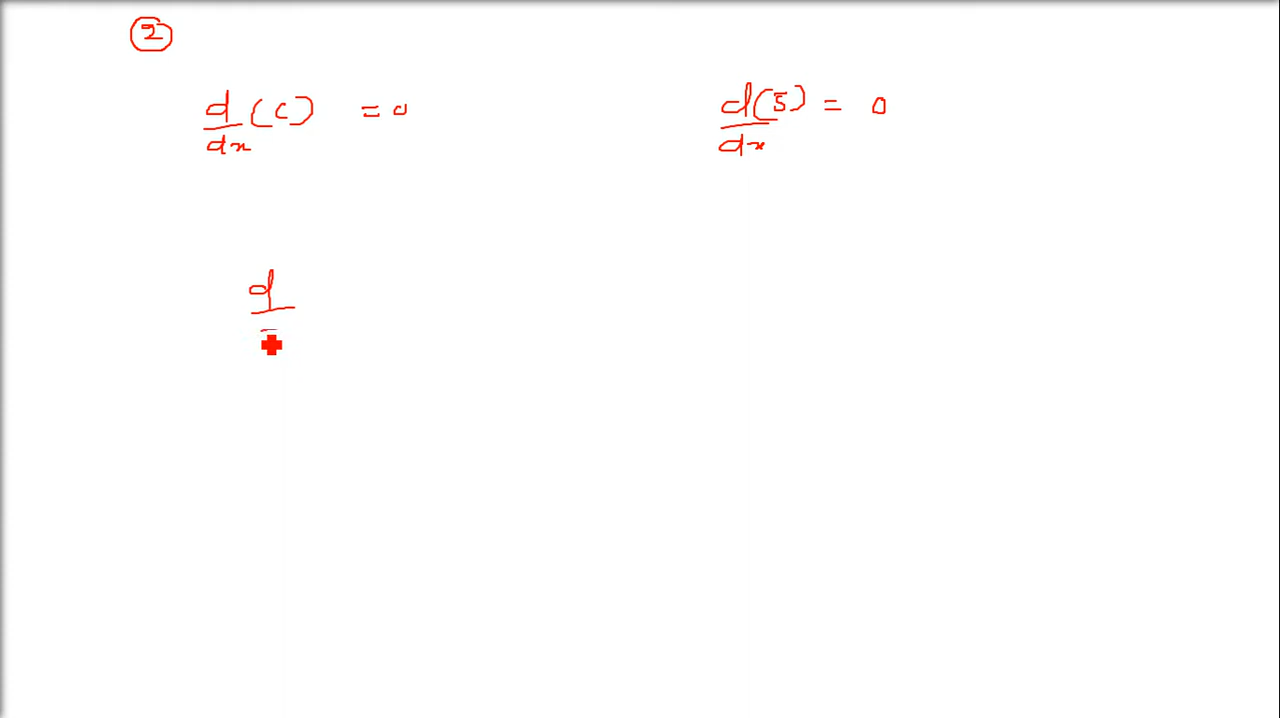 2
d/dx (c) = 0
d(5)/dx = 0
d